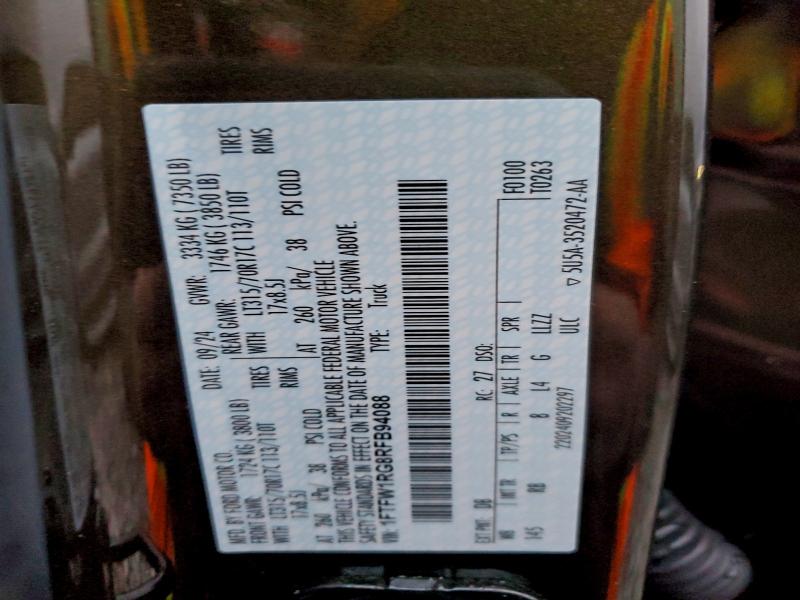 MFD. BY FORD MOTOR CO. DATE: 09/24 GVWR: 3334 KG ( 7350 LB)
FRONT GAWR: 1724 KG ( 3800 LB) REAR GAWR: 1746 KG ( 3850 LB)
WITH LT315/70R17C 113/110T TIRES WITH LT315/70R17C 113/110T TIRES
17x8.5J RIMS 17x8.5J RIMS
AT 260 kPa/ 38 PSI COLD AT 260 kPa/ 38 PSI COLD
THIS VEHICLE CONFORMS TO ALL APPLICABLE FEDERAL MOTOR VEHICLE
SAFETY STANDARDS IN EFFECT ON THE DATE OF MANUFACTURE SHOWN ABOVE.
VIN: 1FTFW1RG8RFB94088 TYPE: Truck
EXT PNT: DB RC: 27 DSO: F0100
WB INT TR TP/PS R AXLE TR SPR T0263
145 RB B L4 G LLZZ
2202409202297 ULC
▽ 5U5A-3520472-AA